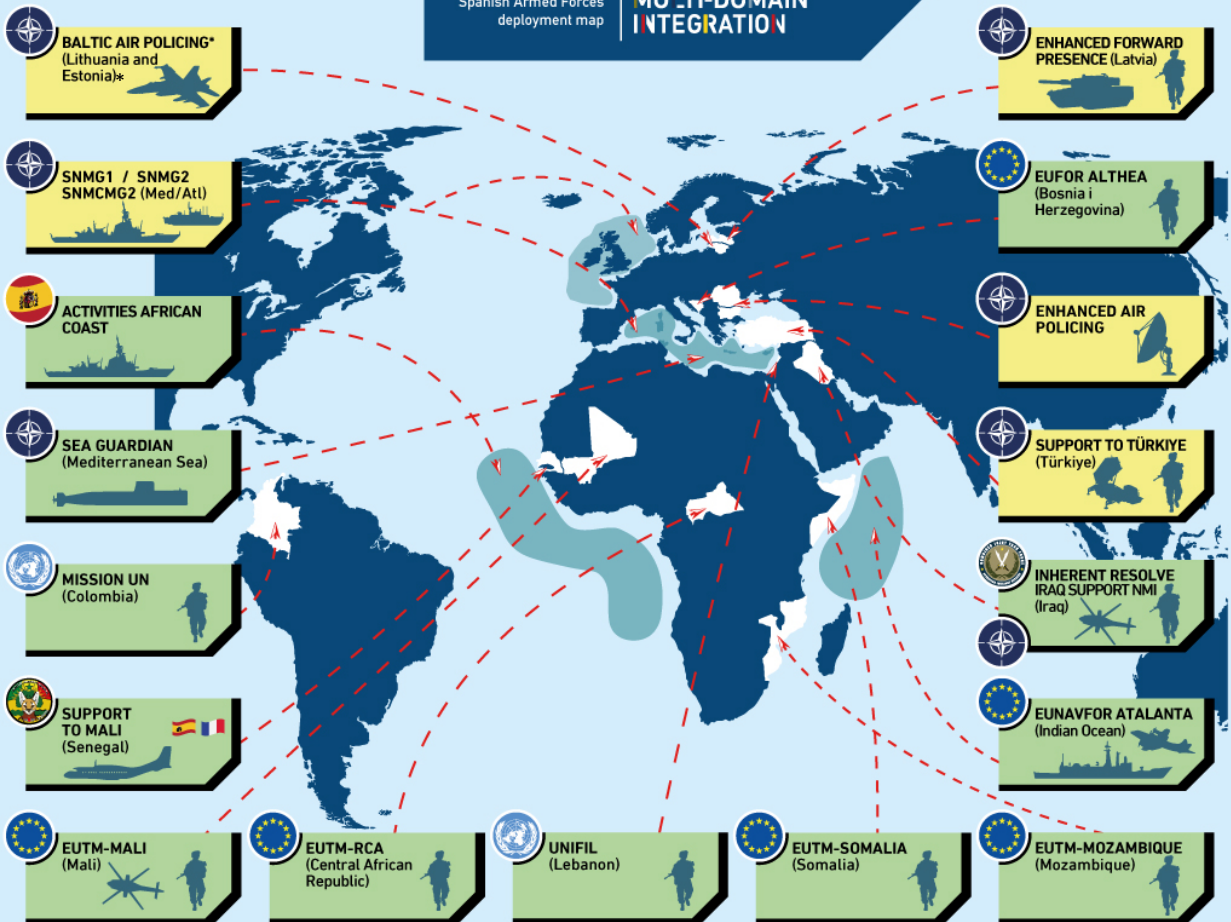 Spanish Armed Forces
deployment map
MULTI-DOMAIN
INTEGRATION
BALTIC AIR POLICING*
(Lithuania and
Estonia)*
SNMG1 / SNMG2
SNMCMG2 (Med/Atl)
ACTIVITIES AFRICAN
COAST
SEA GUARDIAN
(Mediterranean Sea)
MISSION UN
(Colombia)
SUPPORT
TO MALI
(Senegal)
EUTM-MALI
(Mali)
EUTM-RCA
(Central African
Republic)
UNIFIL
(Lebanon)
EUTM-SOMALIA
(Somalia)
EUTM-MOZAMBIQUE
(Mozambique)
ENHANCED FORWARD
PRESENCE (Latvia)
EUFOR ALTHEA
(Bosnia i
Herzegovina)
ENHANCED AIR
POLICING
SUPPORT TO TÜRKIYE
(Türkiye)
INHERENT RESOLVE
IRAQ SUPPORT NMI
(Iraq)
EUNAVFOR ATALANTA
(Indian Ocean)